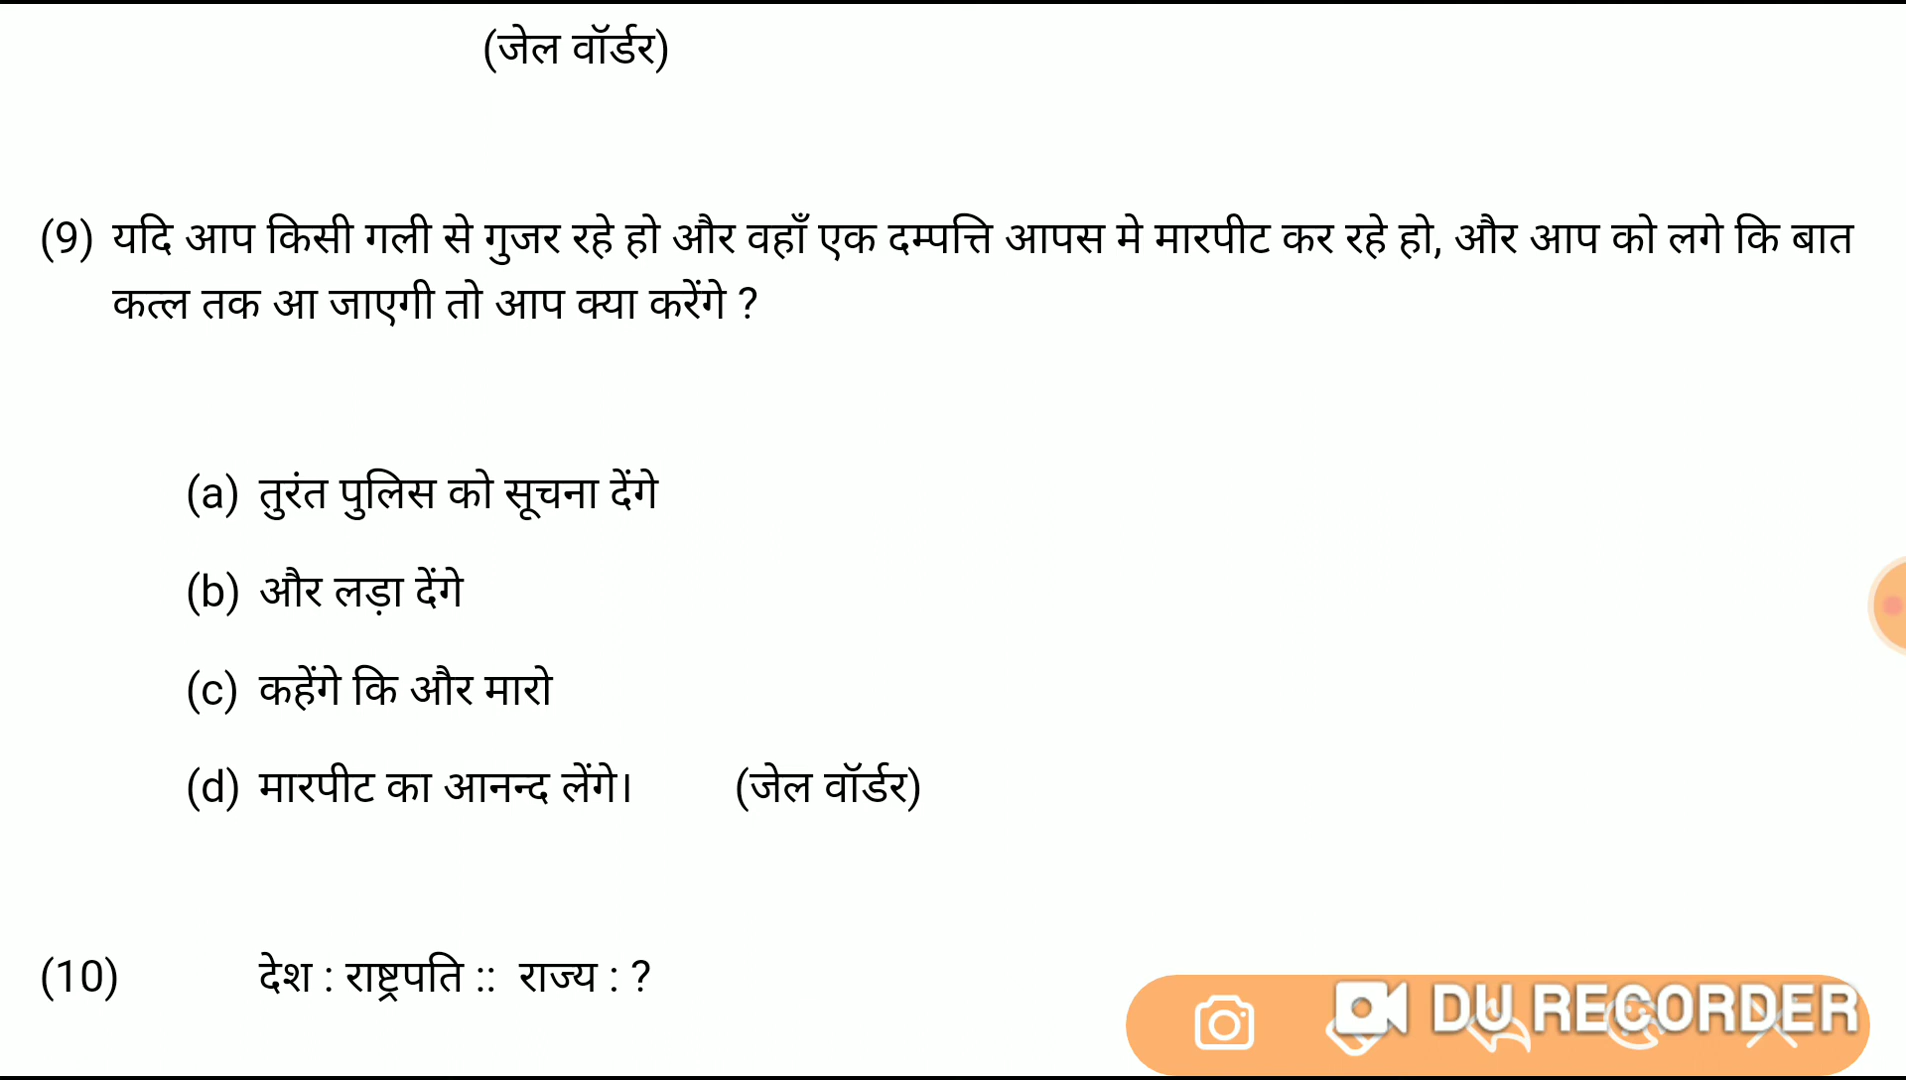 (जेल वॉर्डर)
(9) यदि आप किसी गली से गुजर रहे हो और वहाँ एक दम्पत्ति आपस मे मारपीट कर रहे हो, और आप को लगे कि बात
कत्ल तक आ जाएगी तो आप क्या करेंगे ?
(a) तुरंत पुलिस को सूचना देंगे
(b) और लड़ा देंगे
(c) कहेंगे कि और मारो
(d) मारपीट का आनन्द लेंगे। (जेल वॉर्डर)
(10) देश : राष्ट्रपति :: राज्य : ?
DU RECORDER